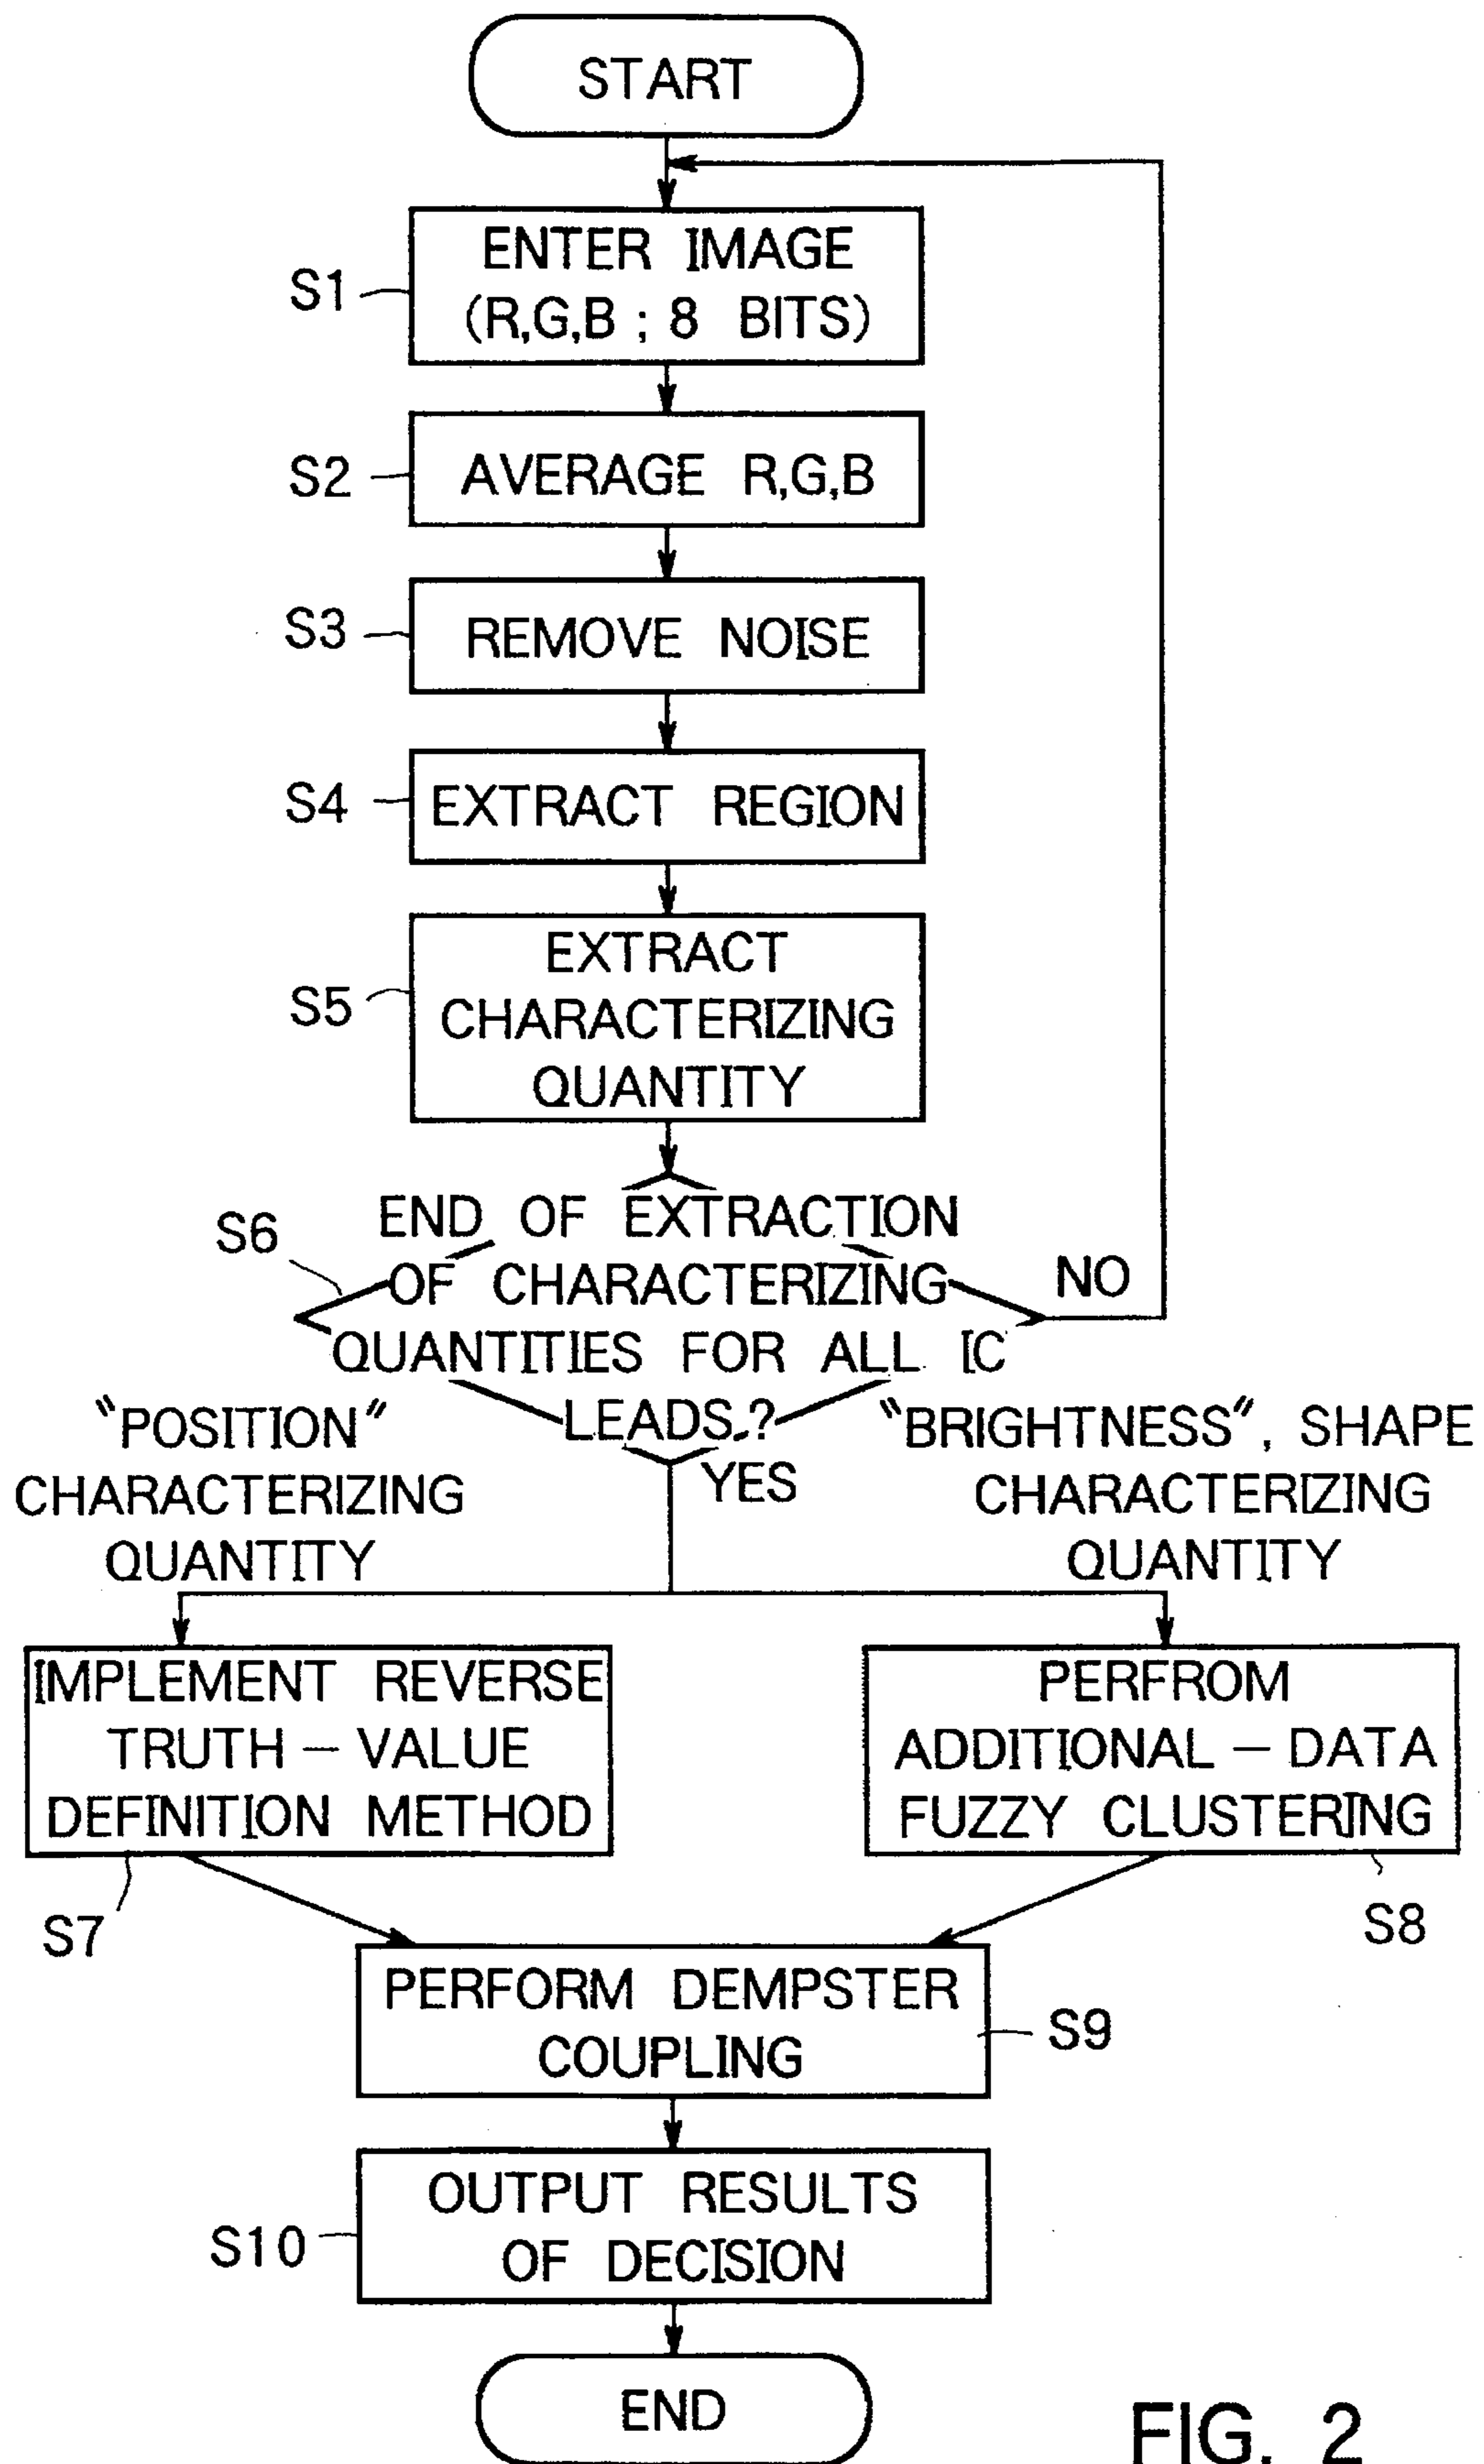 START
ENTER IMAGE
(R,G,B ; 8 BITS)
S1
AVERAGE R,G,B
S2
REMOVE NOISE
S3
EXTRACT REGION
S4
EXTRACT
CHARACTERIZING
QUANTITY
S5
END OF EXTRACTION
OF CHARACTERIZING
QUANTITIES FOR ALL IC
LEADS ?
S6
NO
YES
"POSITION"
CHARACTERIZING
QUANTITY
"BRIGHTNESS", SHAPE
CHARACTERIZING
QUANTITY
IMPLEMENT REVERSE
TRUTH – VALUE
DEFINITION METHOD
S7
PERFROM
ADDITIONAL – DATA
FUZZY CLUSTERING
S8
PERFORM DEMPSTER
COUPLING
S9
OUTPUT RESULTS
OF DECISION
S10
END
FIG. 2